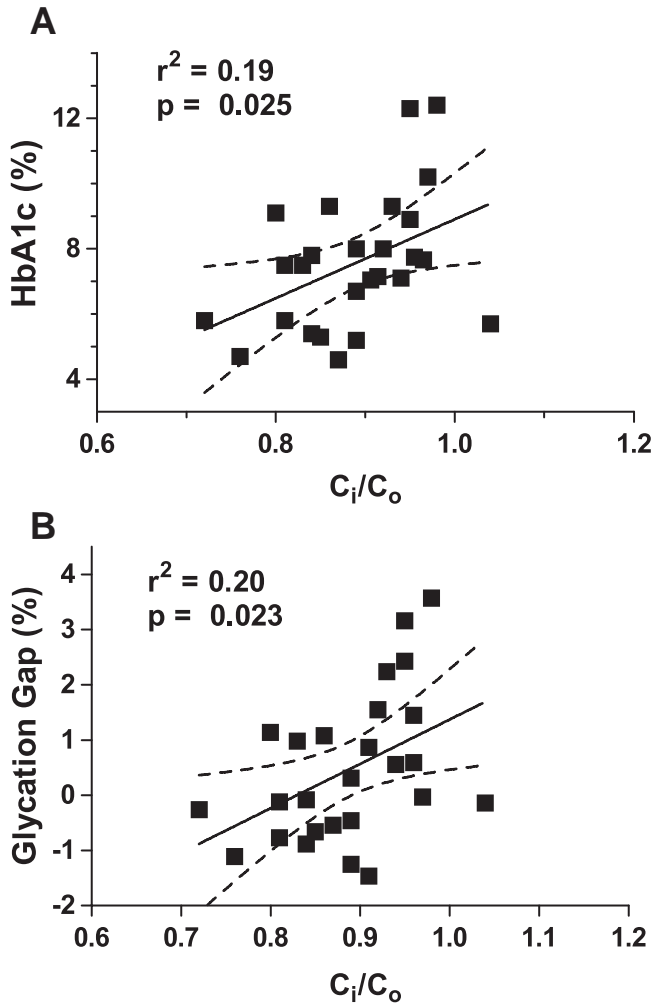 A
r² = 0.19
p = 0.025
HbA1c (%)
12
8
4
0.6 0.8 1.0 1.2
Cᵢ/Cₒ
B
r² = 0.20
p = 0.023
Glycation Gap (%)
4
3
2
1
0
-1
-2
0.6 0.7 0.8 0.9 1.0 1.1 1.2
Cᵢ/Cₒ